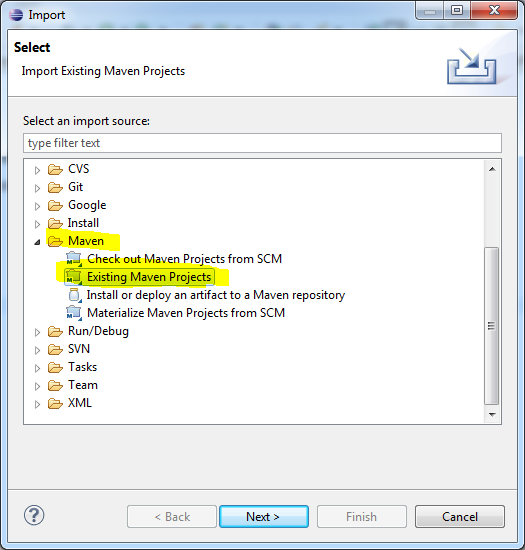 Import
Select
Import Existing Maven Projects
Select an import source:
type filter text
CVS
Git
Google
Install
Maven
Check out Maven Projects from SCM
Existing Maven Projects
Install or deploy an artifact to a Maven repository
Materialize Maven Projects from SCM
Run/Debug
SVN
Tasks
Team
XML
? < Back Next > Finish Cancel